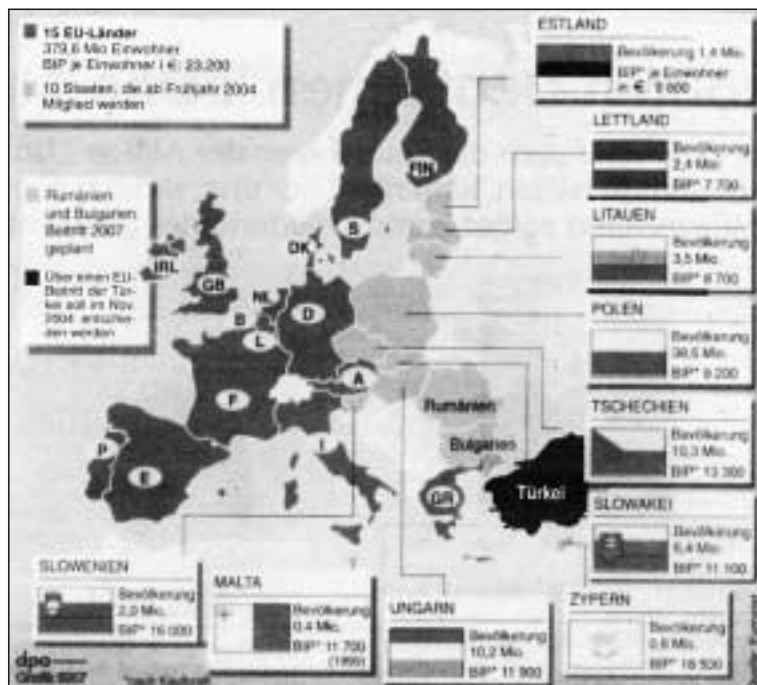 15 EU-Länder
379,6 Mio Einwohner
BIP je Einwohner i €: 23.200
10 Staaten, die ab Frühjahr 2004
Mitglied werden
Rumänien
und Bulgarien
Beitritt 2007
geplant
Über einen EU-
Beitritt der Tür-
kei soll im Nov.
2004 entschie-
den werden
ESTLAND
Bevölkerung 1,4 Mio.
BIP* je Einwohner
in €: 9 800
LETTLAND
Bevölkerung
2,4 Mio.
BIP* 7 700
LITAUEN
Bevölkerung
3,5 Mio.
BIP* 8 700
POLEN
Bevölkerung
38,6 Mio.
BIP* 9 200
TSCHECHIEN
Bevölkerung
10,3 Mio.
BIP* 13 300
SLOWAKEI
Bevölkerung
5,4 Mio.
BIP* 11 100
ZYPERN
Bevölkerung
0,8 Mio.
BIP* 18 500
UNGARN
Bevölkerung
10,2 Mio.
BIP* 11 900
MALTA
Bevölkerung
0,4 Mio.
BIP* 11 700
(1999)
SLOWENIEN
Bevölkerung
2,0 Mio.
BIP* 16 000
FIN
S
DK
IRL
GB
NL
B
D
L
A
F
Rumänien
Bulgarien
P
E
I
GR
Türkei
dpa
Grafik
*nach Kaufkraft